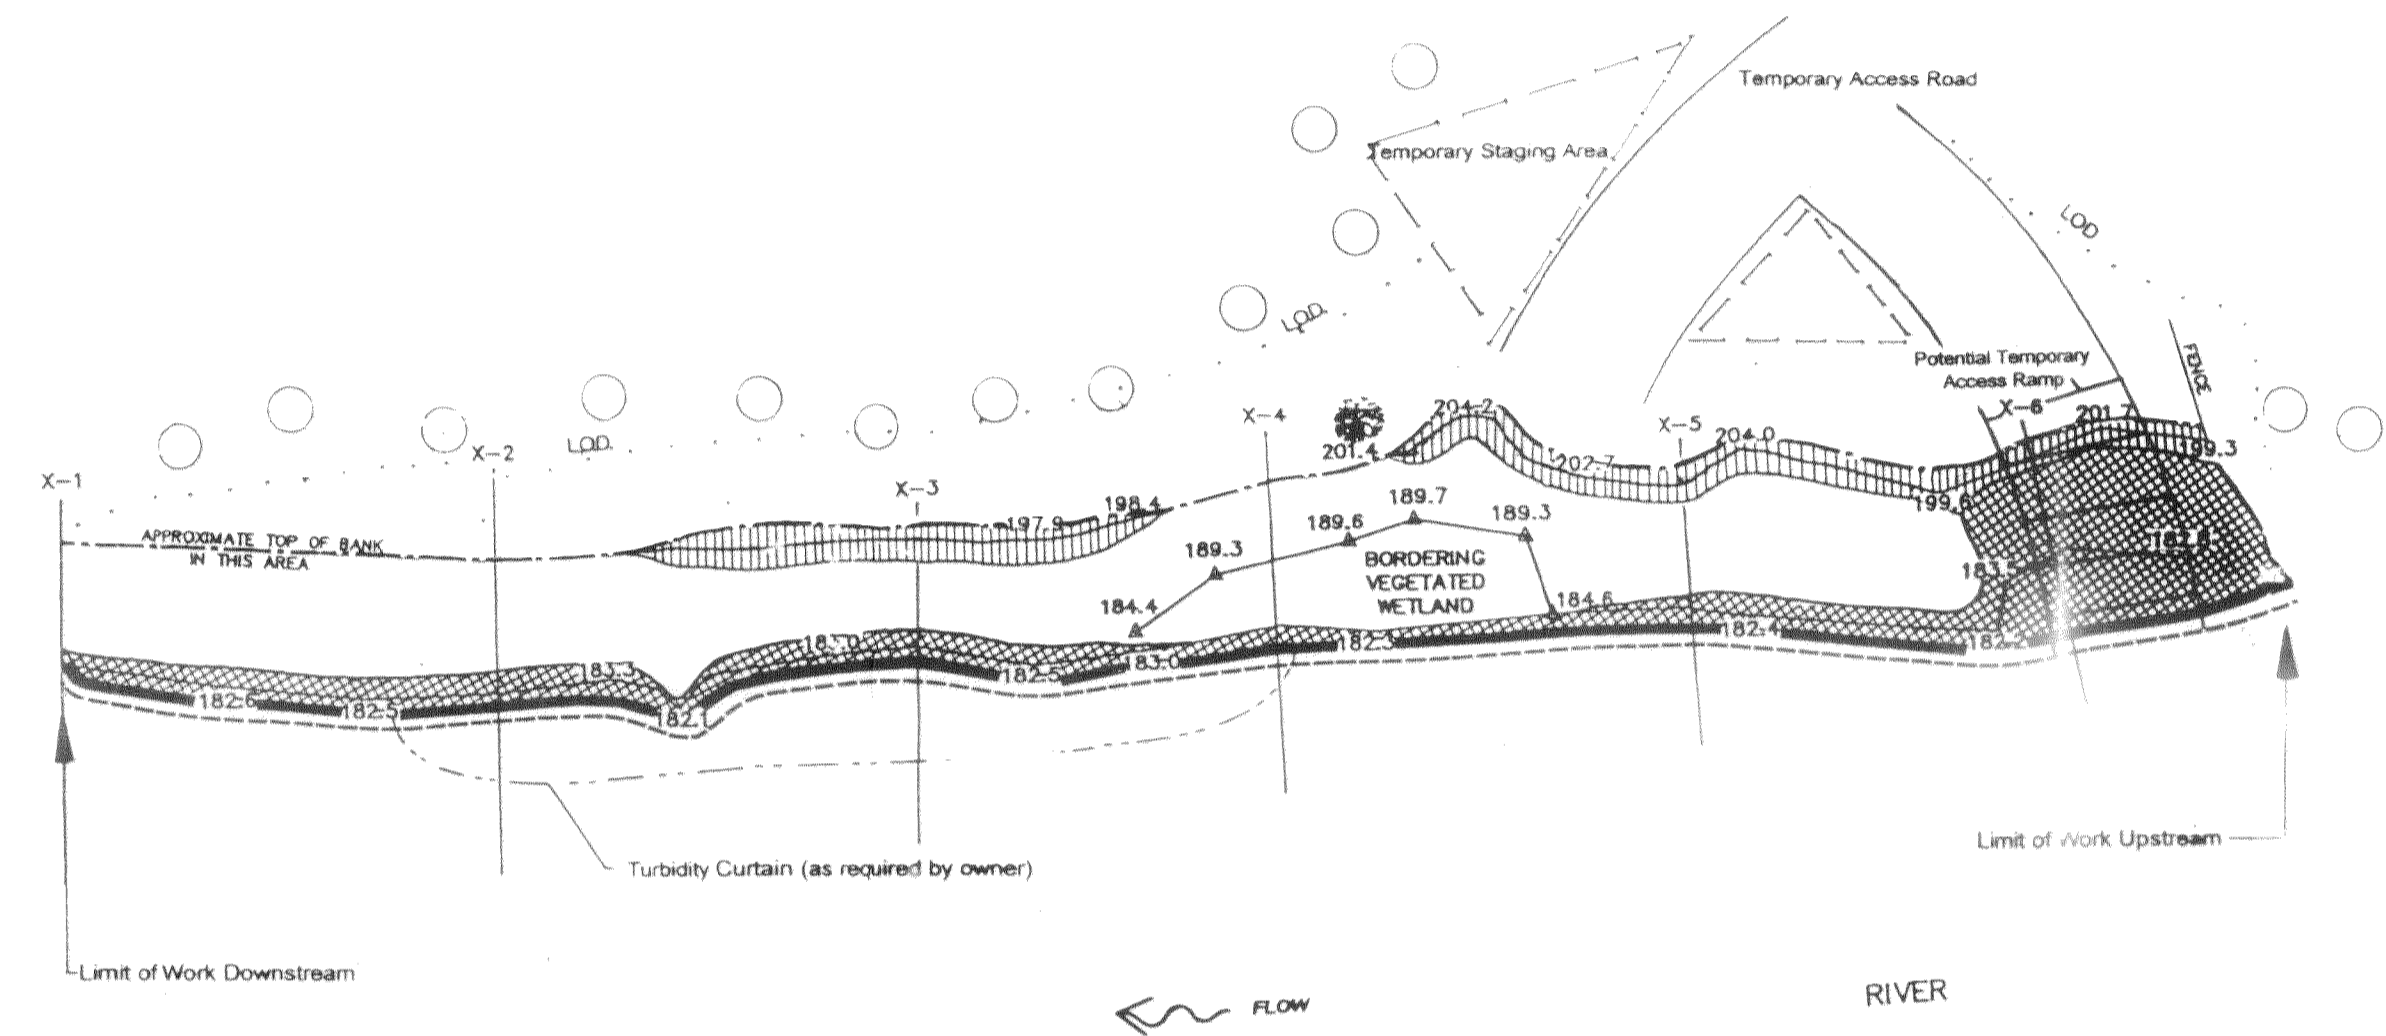 Temporary Access Road
Temporary Staging Area
LOD
L.O.D.
Potential Temporary
Access Ramp
FENCE
X-6
201.7
199.3
X-4
204.2
X-5
204.0
201.4
202.7
199.6
L.O.D.
X-2
X-1
X-3
198.4
197.9
189.7
189.6
189.3
189.3
APPROXIMATE TOP OF BANK
IN THIS AREA
BORDERING
VEGETATED
WETLAND
183.5
184.4
184.6
183.0
182.3
182.4
182.2
183.3
183.0
182.5
182.6
182.5
182.1
Turbidity Curtain (as required by owner)
Limit of Work Upstream
Limit of Work Downstream
FLOW
RIVER